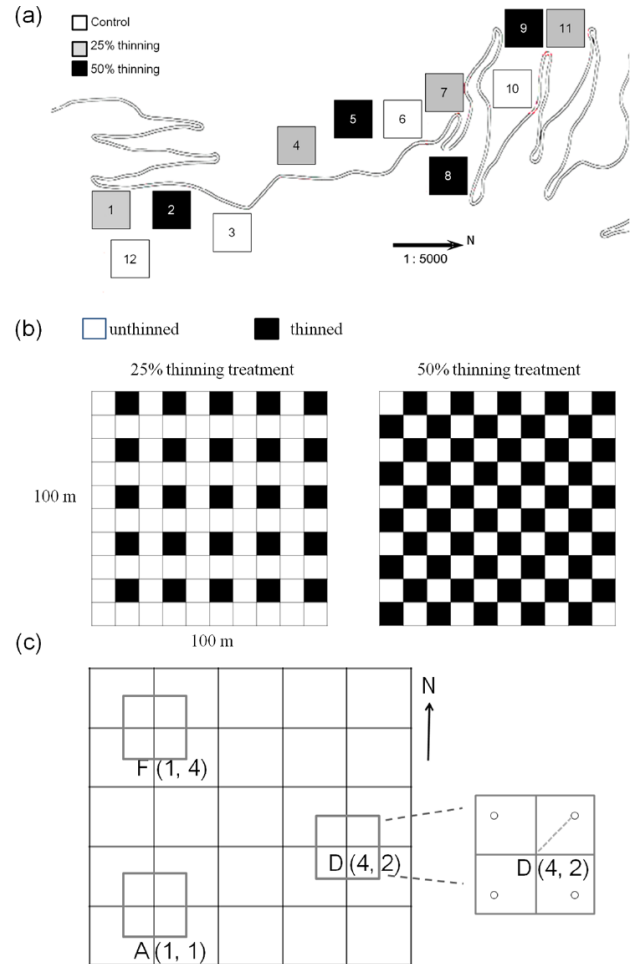 (a)
Control
25% thinning
50% thinning
9
11
7
10
5
6
4
8
1
2
3
12
N
1 : 5000
(b)
unthinned
thinned
25% thinning treatment
50% thinning treatment
100 m
100 m
(c)
N
F (1, 4)
D (4, 2)
D (4, 2)
A (1, 1)